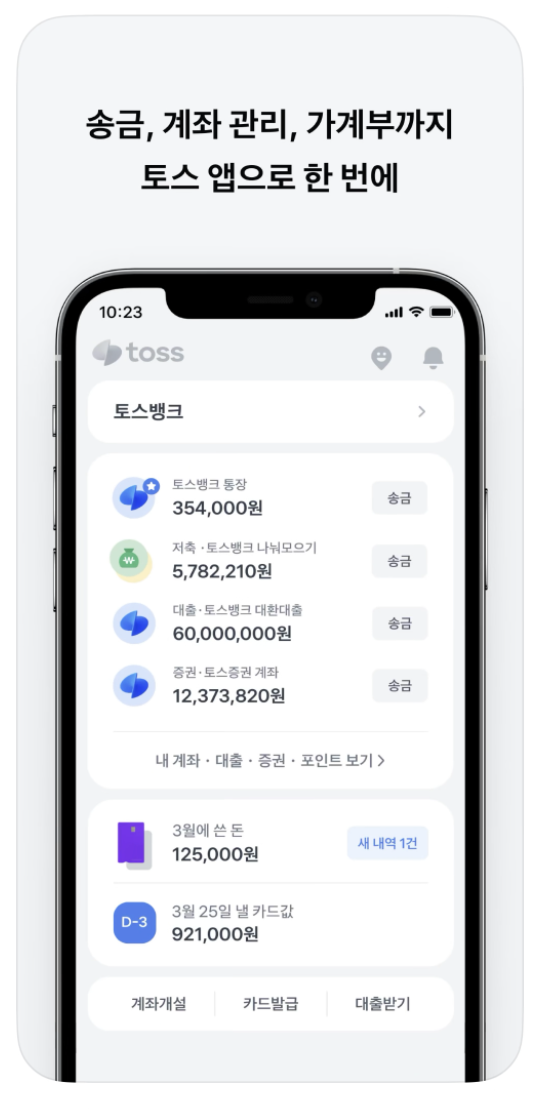 송금, 계좌 관리, 가계부까지
토스 앱으로 한 번에
10:23
toss
토스뱅크
토스뱅크 통장
354,000원
송금
저축 · 토스뱅크 나눠모으기
5,782,210원
송금
대출 · 토스뱅크 대환대출
60,000,000원
송금
증권 · 토스증권 계좌
12,373,820원
송금
내 계좌 · 대출 · 증권 · 포인트 보기
3월에 쓴 돈
125,000원
새 내역 1건
D-3
3월 25일 낼 카드값
921,000원
계좌개설
카드발급
대출받기